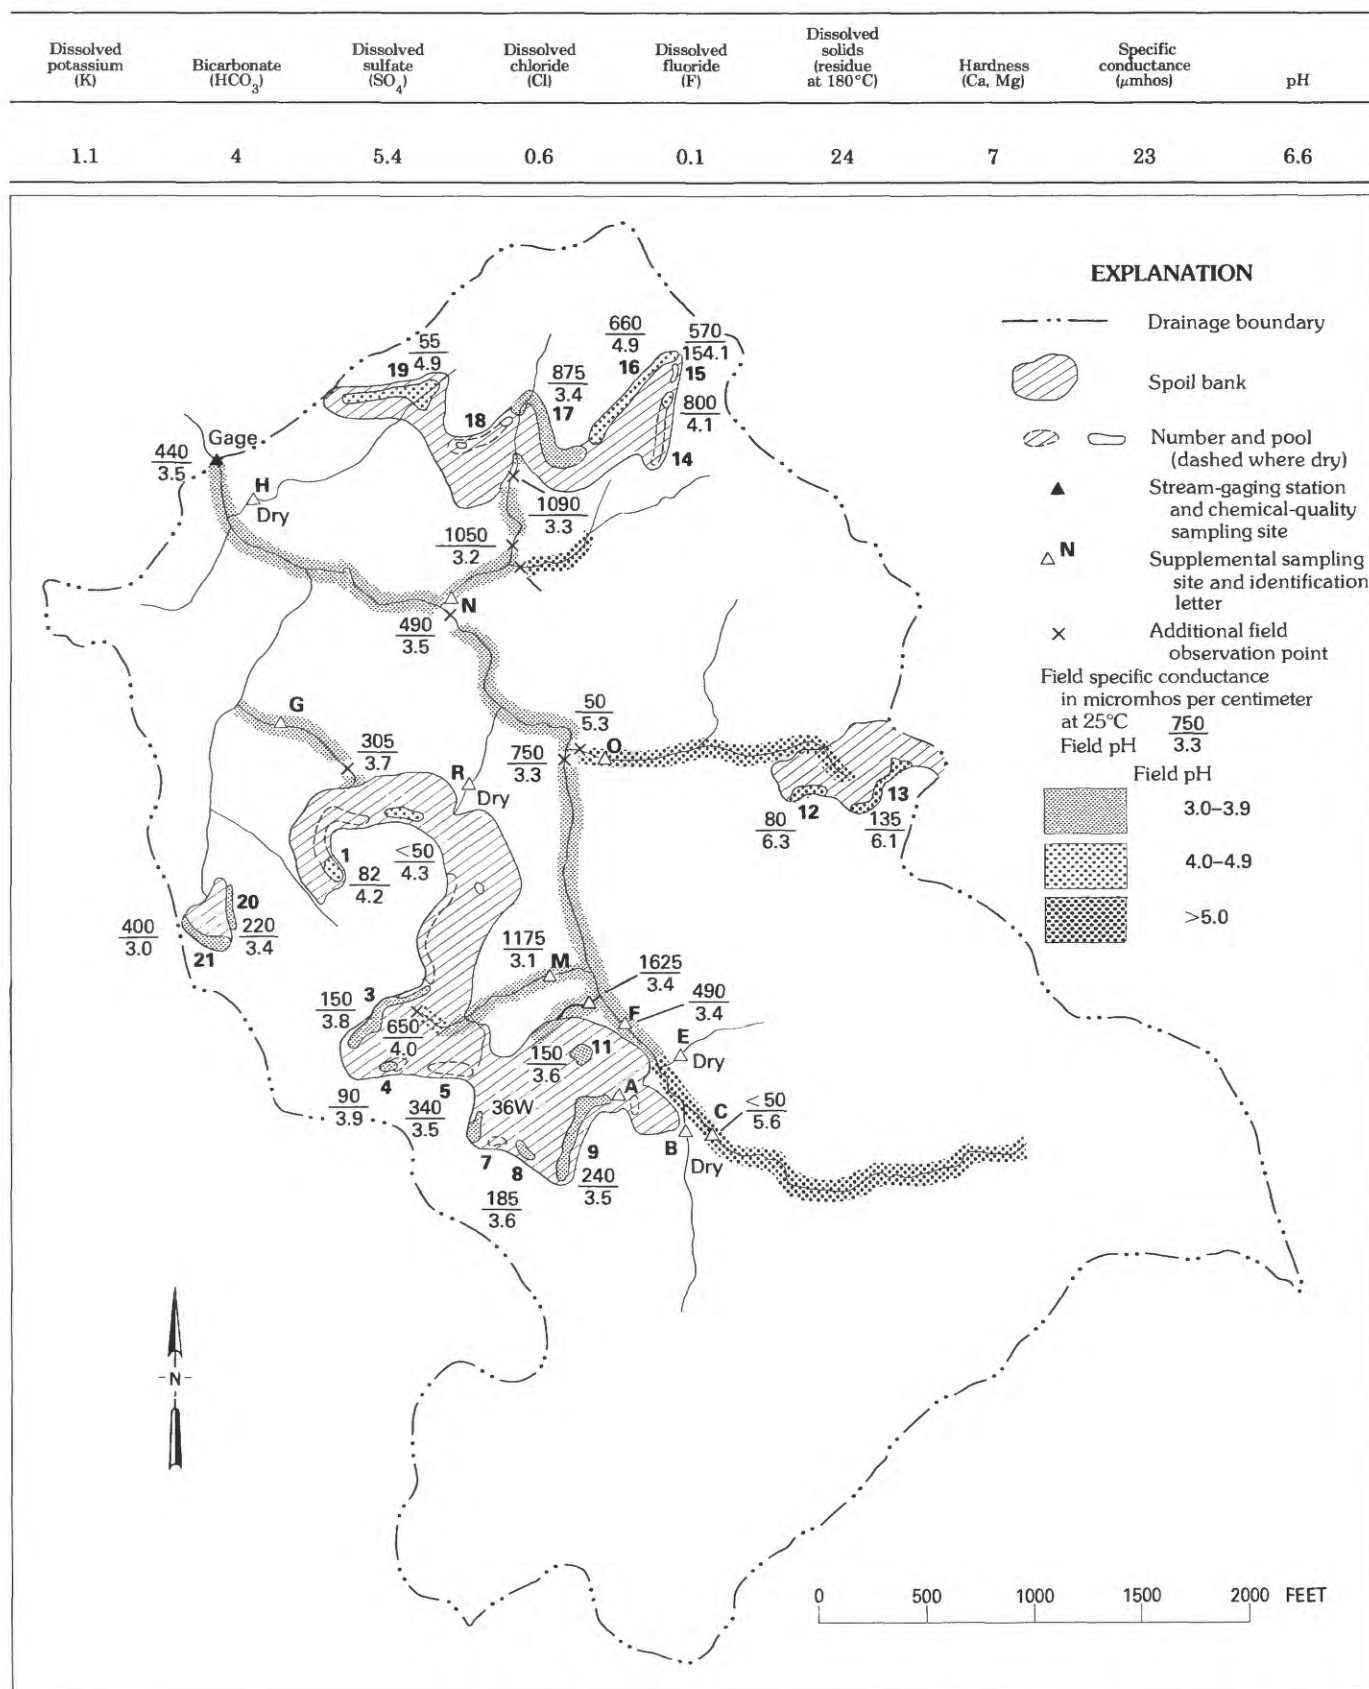 Dissolved
potassium
(K)
Bicarbonate
(HCO3)
Dissolved
sulfate
(SO4)
Dissolved
chloride
(Cl)
Dissolved
fluoride
(F)
Dissolved
solids
(residue
at 180°C)
Hardness
(Ca, Mg)
Specific
conductance
(µmhos)
pH
1.1 4 5.4 0.6 0.1 24 7 23 6.6
EXPLANATION
Drainage boundary
Spoil bank
Number and pool
(dashed where dry)
Stream-gaging station
and chemical-quality
sampling site
N
Supplemental sampling
site and identification
letter
Additional field
observation point
Field specific conductance
in micromhos per centimeter
at 25°C 750
Field pH 3.3
Field pH
3.0–3.9
4.0–4.9
>5.0
55
4.9
19
660
4.9
16
570
154.1
15
875
3.4
17
18
800
4.1
14
Gage
440
3.5
H
Dry
1090
3.3
1050
3.2
N
490
3.5
G
305
3.7
50
5.3
O
750
3.3
R
Dry
13
12
80
6.3
135
6.1
1
<50
4.3
82
4.2
20
400
3.0
220
3.4
21
1175
3.1
M
1625
3.4
490
3.4
F
3
150
3.8
650
4.0
E
Dry
150
3.6
11
4
5
90
3.9
340
3.5
36W
A
C
<50
5.6
B
Dry
7
8
9
240
3.5
185
3.6
N
0 500 1000 1500 2000 FEET